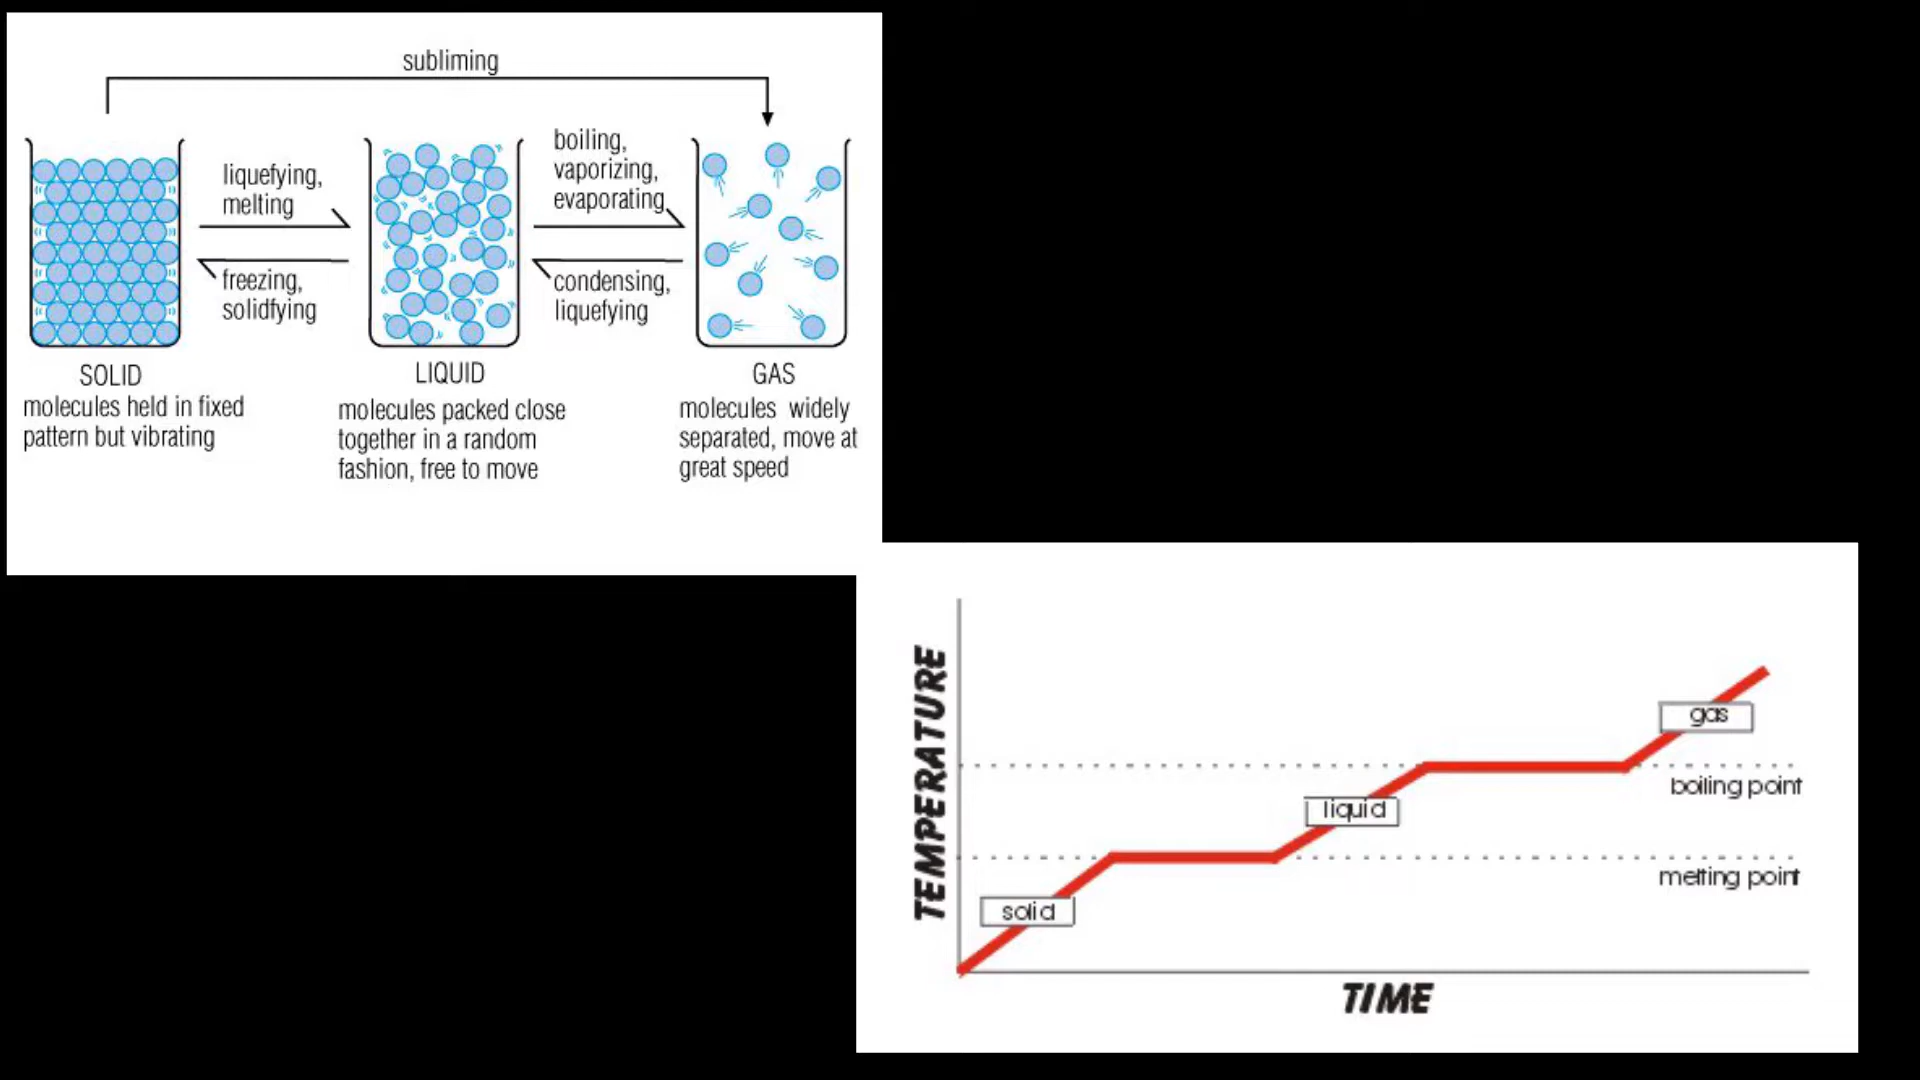 subliming
liquefying,
melting
freezing,
solidfying
boiling,
vaporizing,
evaporating
condensing,
liquefying
SOLID
molecules held in fixed
pattern but vibrating
LIQUID
molecules packed close
together in a random
fashion, free to move
GAS
molecules widely
separated, move at
great speed
TEMPERATURE
gas
boiling point
liquid
melting point
solid
TIME